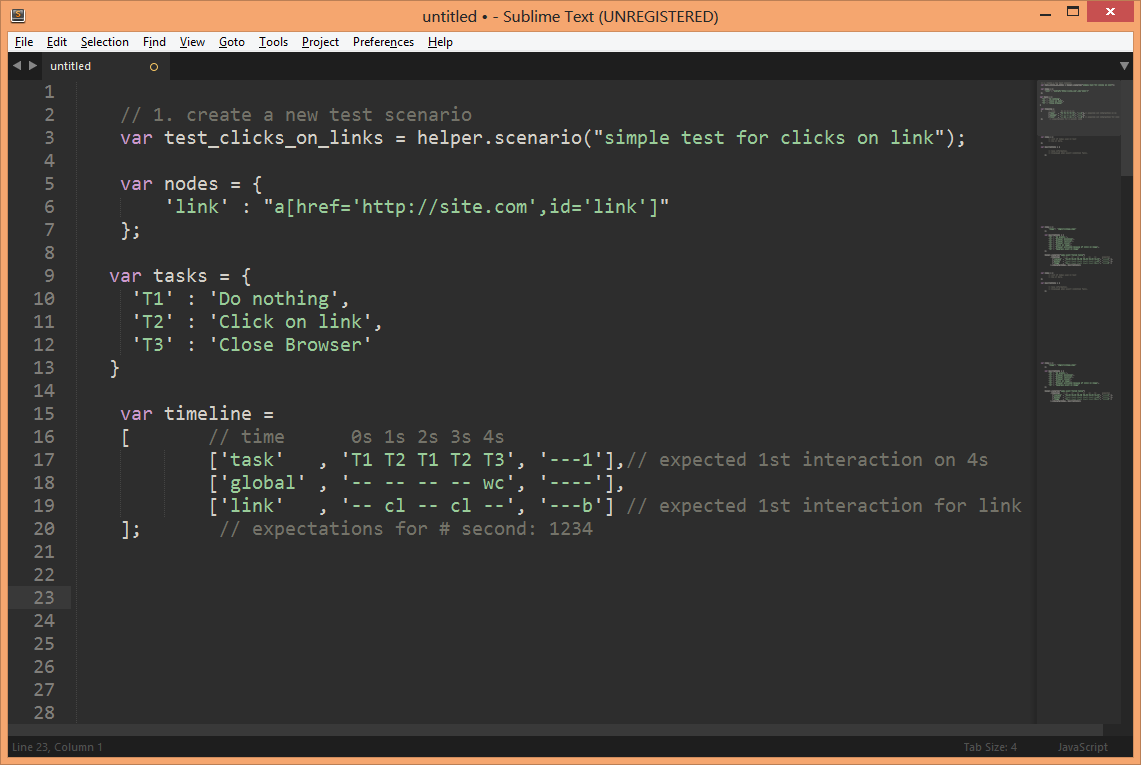 untitled • - Sublime Text (UNREGISTERED)
File Edit Selection Find View Goto Tools Project Preferences Help
untitled
1
2 // 1. create a new test scenario
3 var test_clicks_on_links = helper.scenario("simple test for clicks on link");
4
5 var nodes = {
6 'link' : "a[href='http://site.com',id='link']"
7 };
8
9 var tasks = {
10 'T1' : 'Do nothing',
11 'T2' : 'Click on link',
12 'T3' : 'Close Browser'
13 }
14
15 var timeline =
16 [ // time 0s 1s 2s 3s 4s
17 ['task' , 'T1 T2 T1 T2 T3', '---1'],// expected 1st interaction on 4s
18 ['global' , '-- -- -- -- wc', '----'],
19 ['link' , '-- cl -- cl --', '---b'] // expected 1st interaction for link
20 ]; // expectations for # second: 1234
21
22
23
24
25
26
27
28
Line 23, Column 1 Tab Size: 4 JavaScript